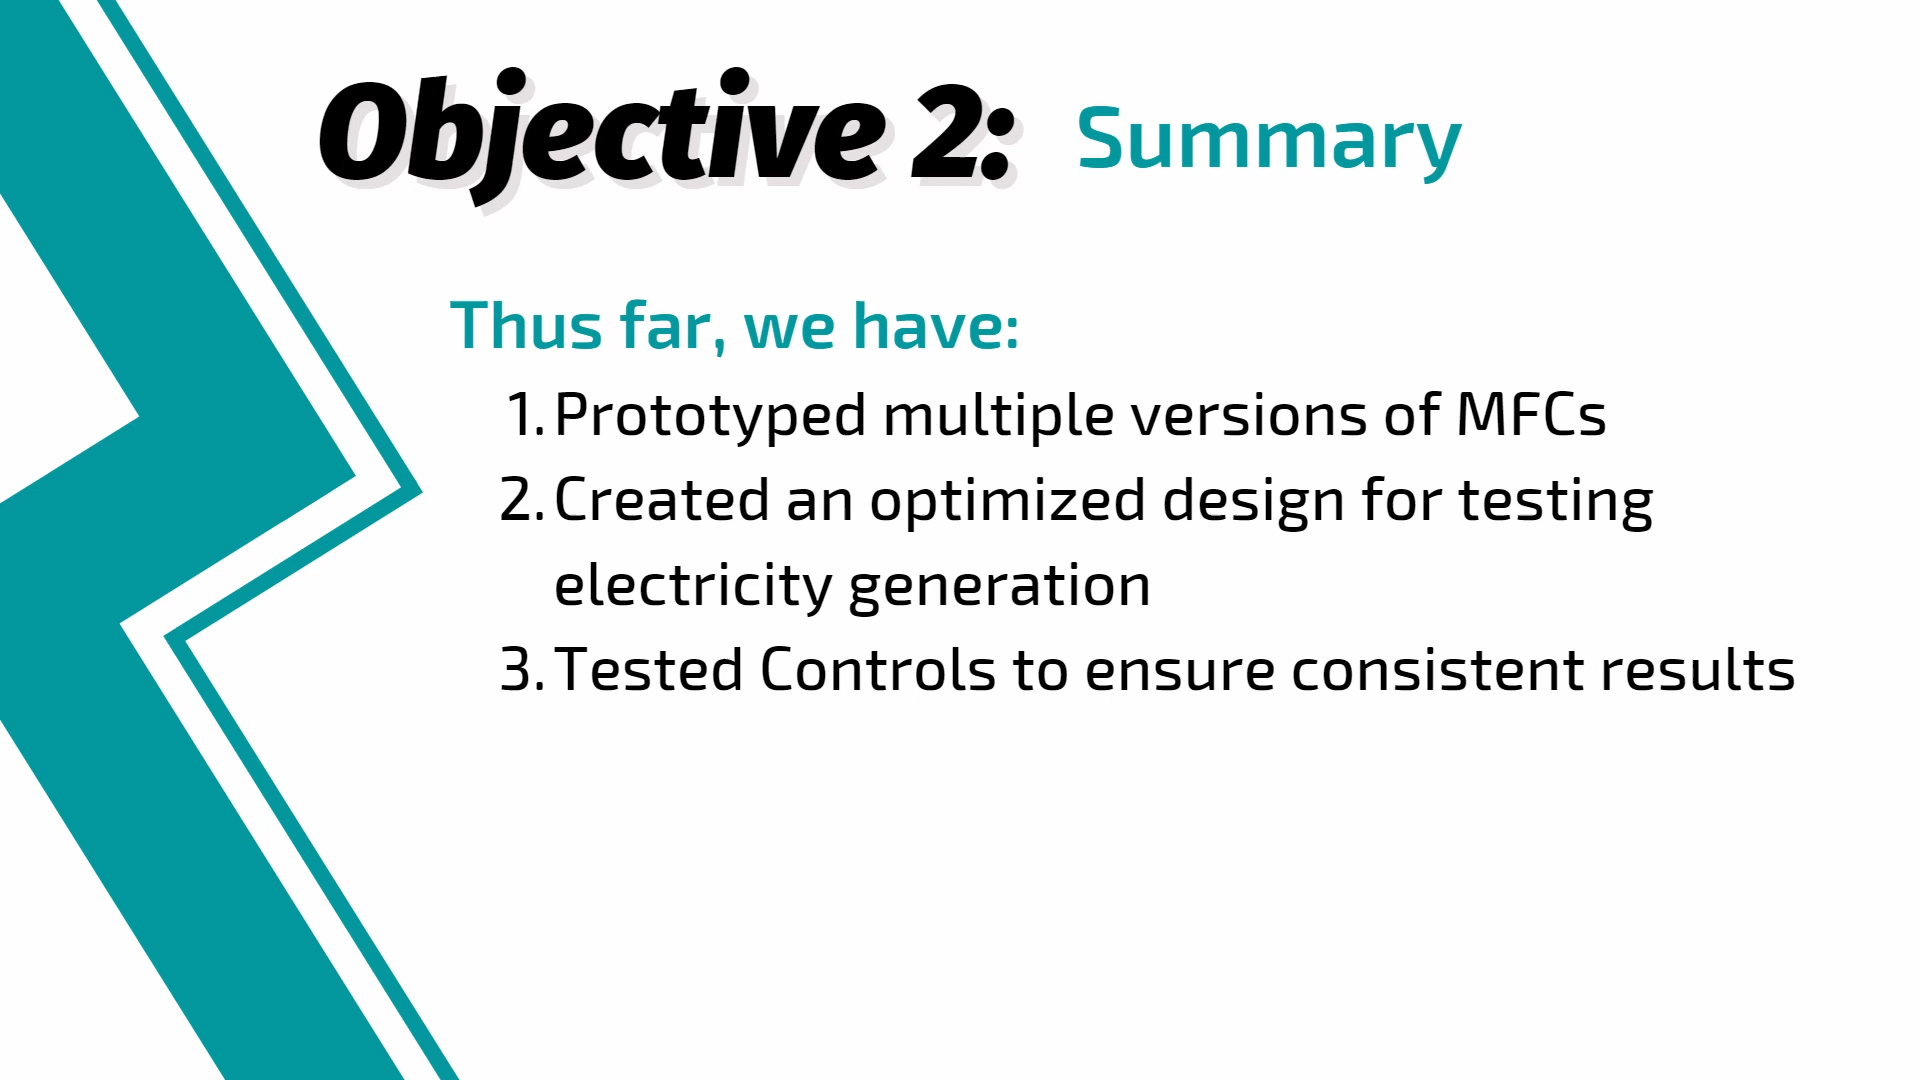 Objective 2: Summary
Thus far, we have:
1. Prototyped multiple versions of MFCs
2. Created an optimized design for testing
electricity generation
3. Tested Controls to ensure consistent results